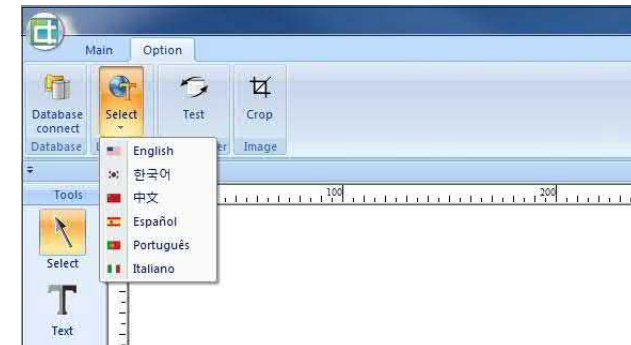 Main Option
Database connect
Select
Test
Crop
Database
er
Image
English
한국어
中文
Español
Português
Italiano
Tools
100
200
Select
Text